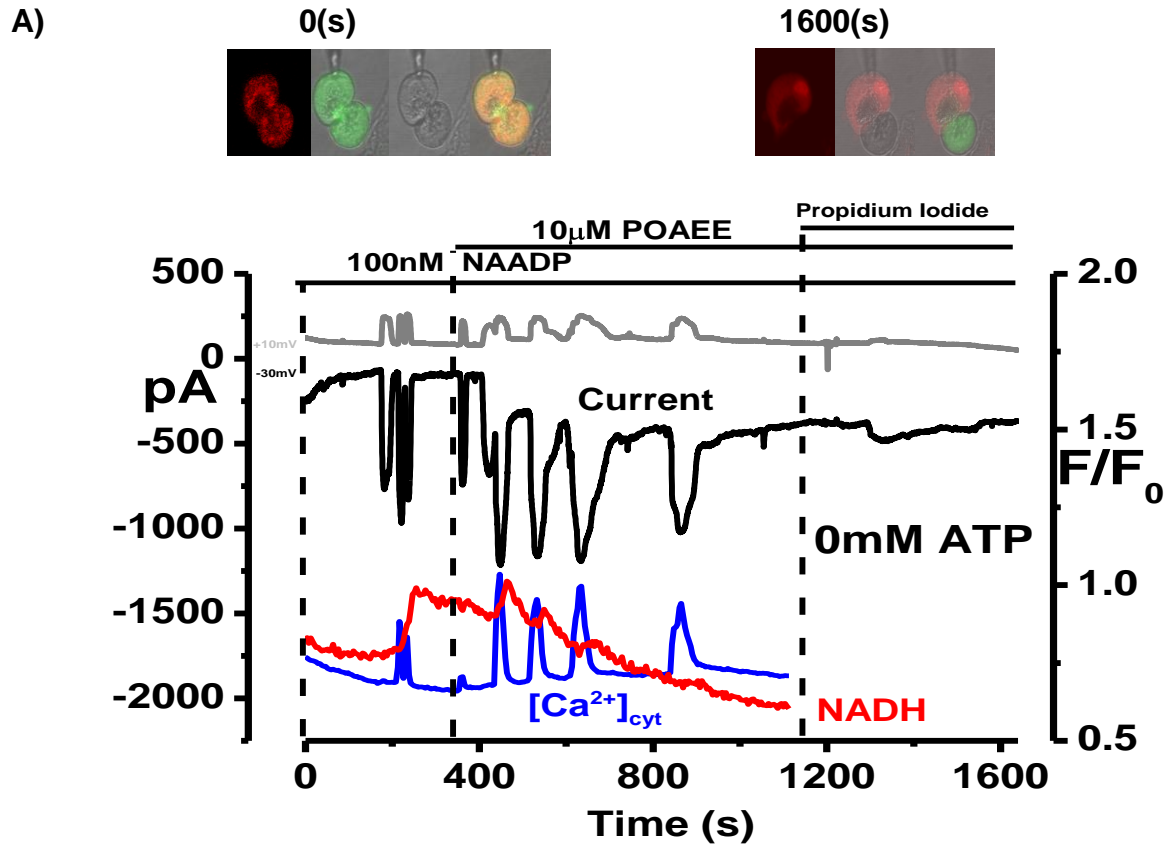 A) 0(s) 1600(s)
Propidium Iodide
10μM POAEE
100nM NAADP
500 2.0
+10mV
0
-30mV
pA
Current
-500 1.5
F/F0
-1000
0mM ATP
1.0
-1500
-2000
[Ca2+]cyt
NADH
0.5
0 400 800 1200 1600
Time (s)